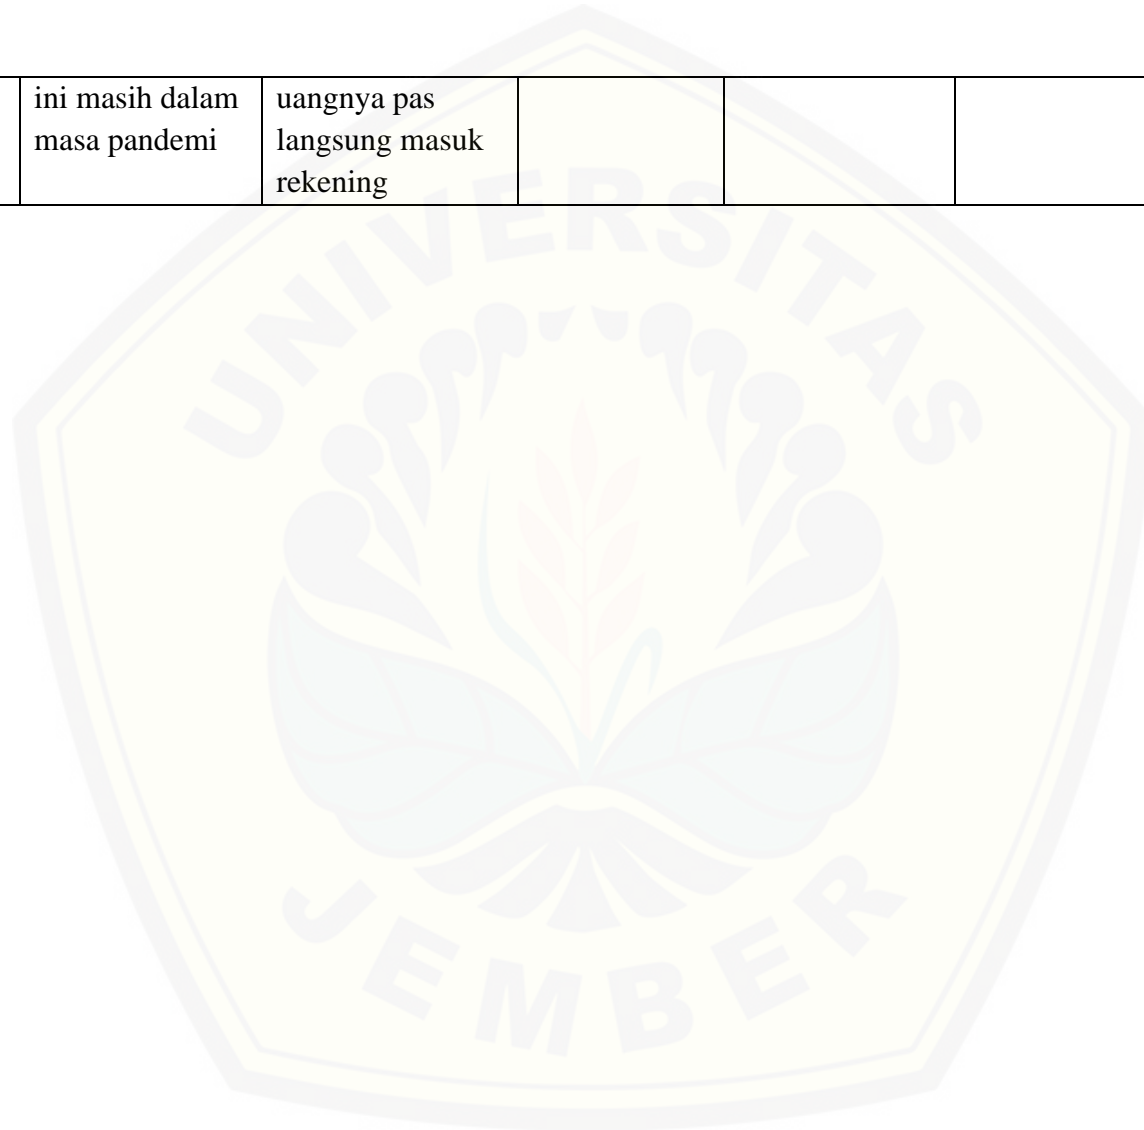 ini masih dalam
masa pandemi
uangnya pas
langsung masuk
rekening
UNIVERSITAS
JEMBER